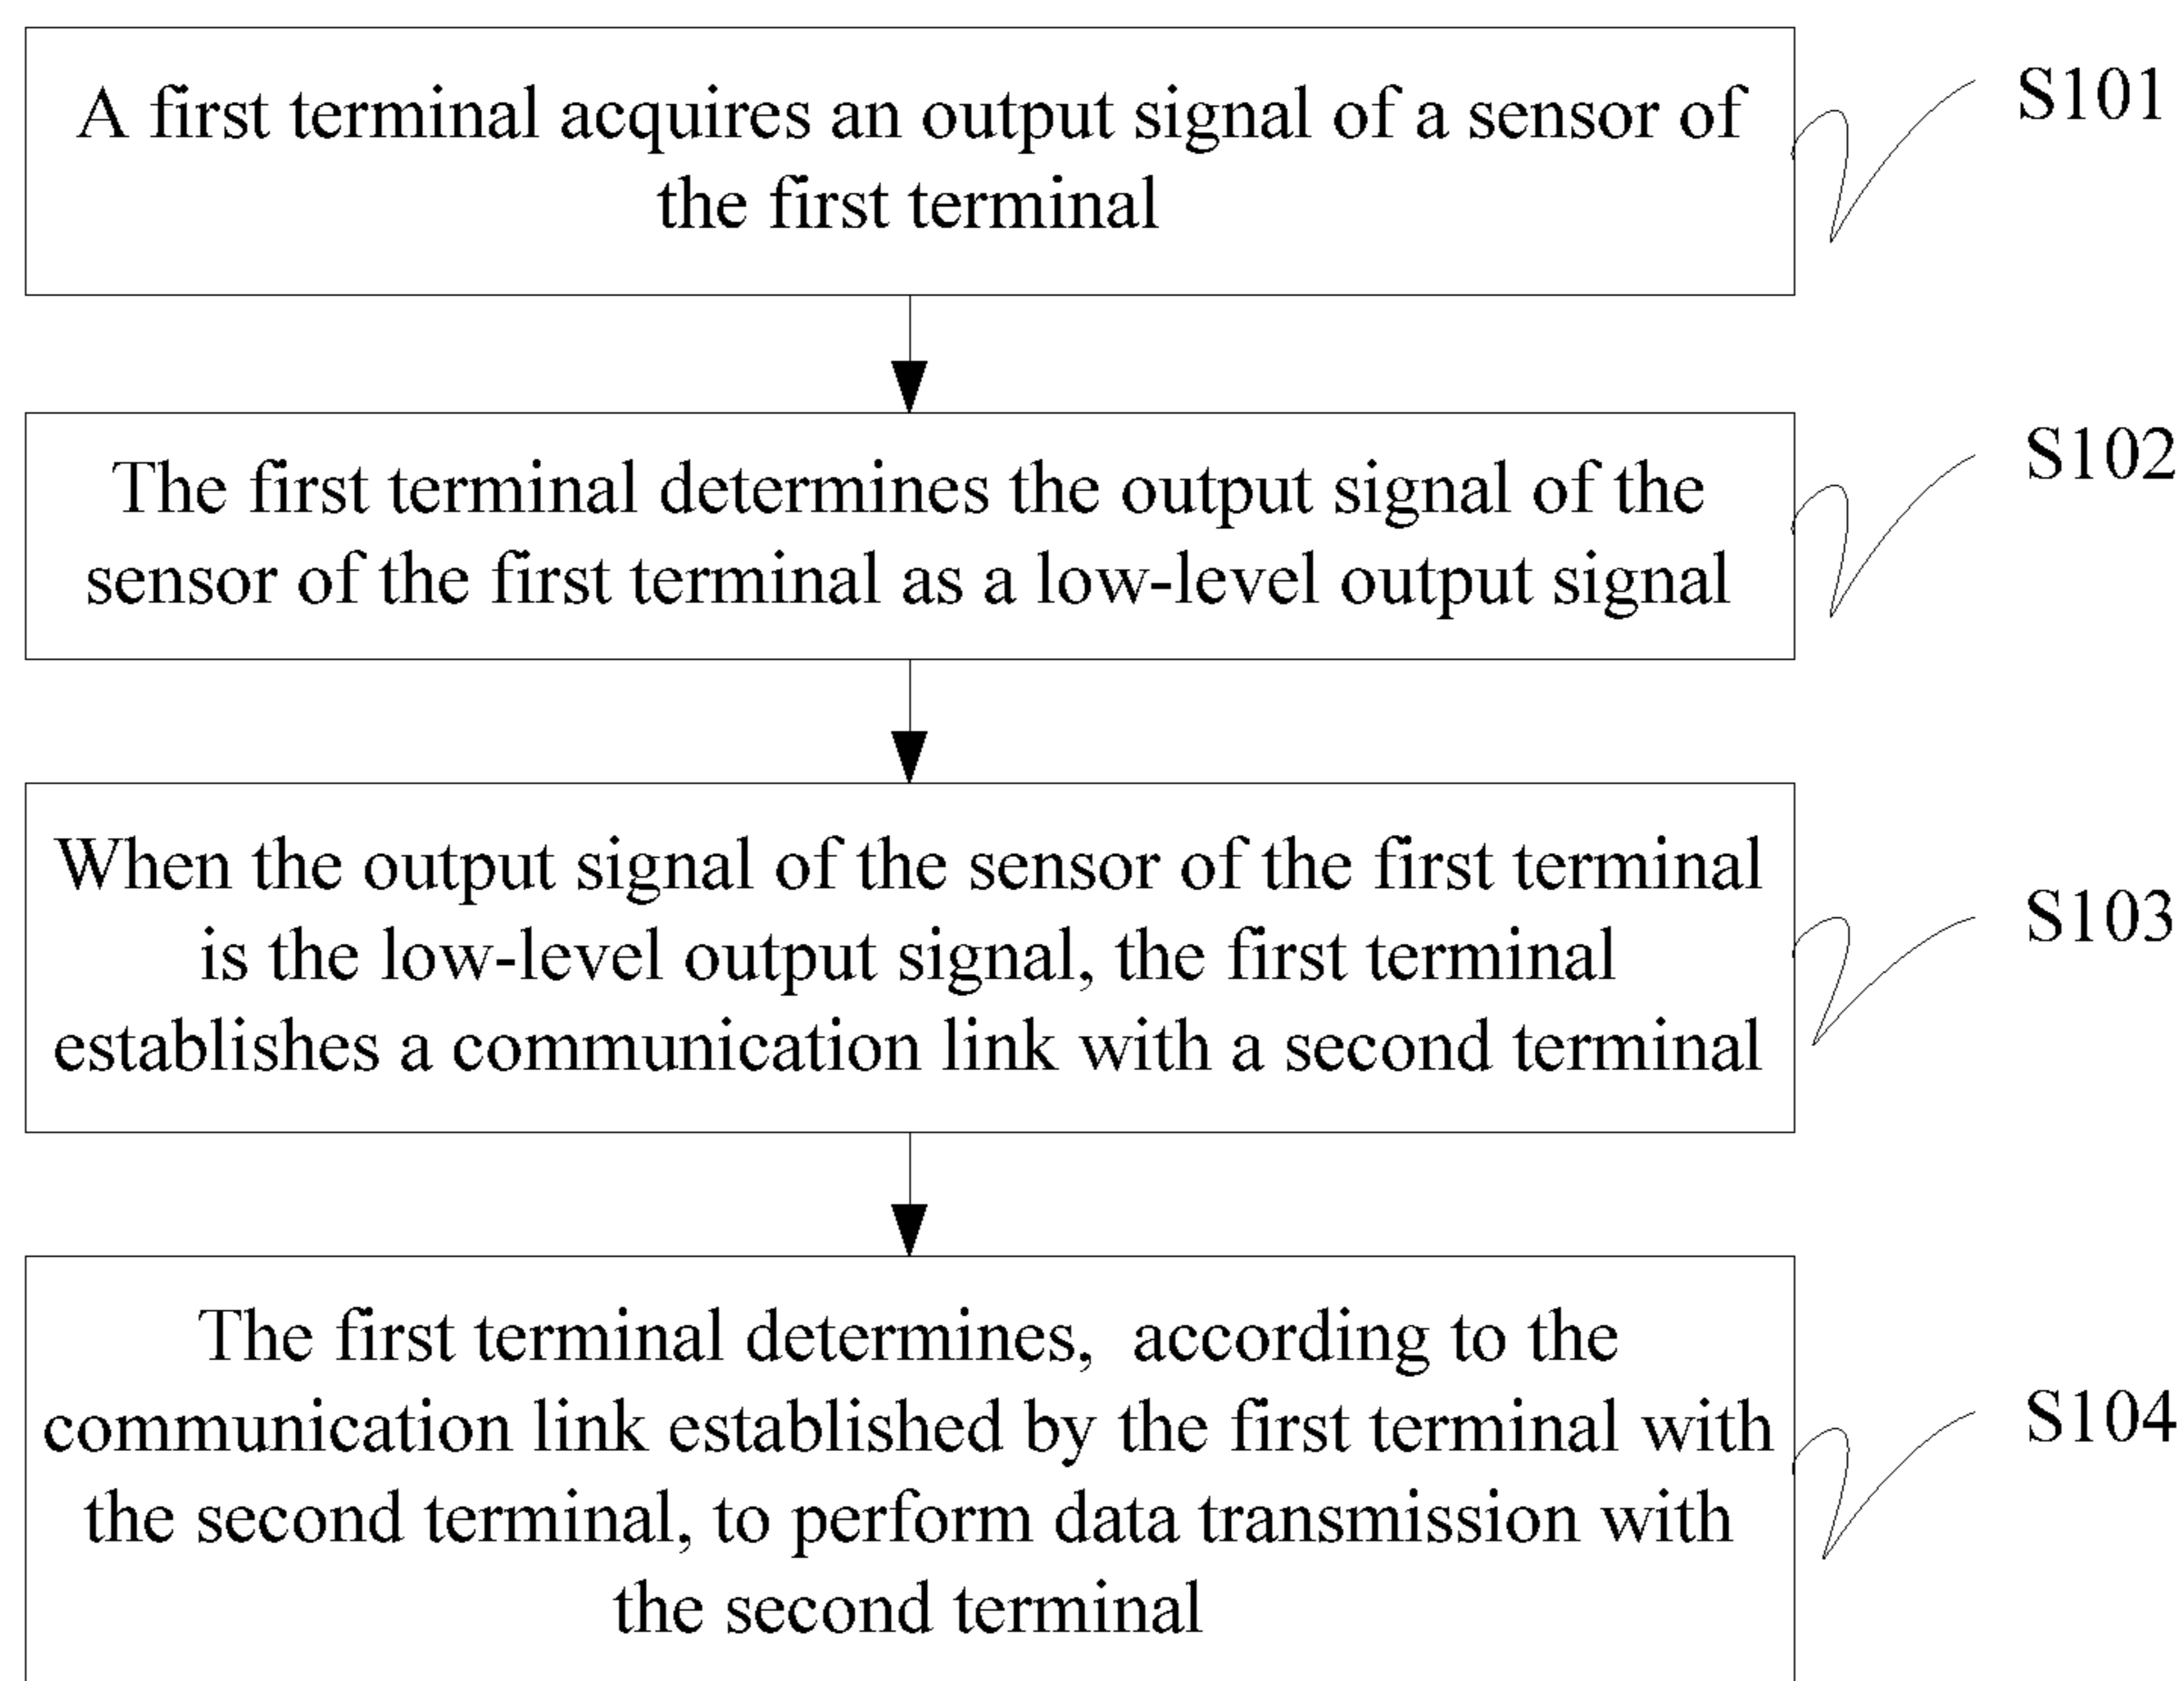 A first terminal acquires an output signal of a sensor of
the first terminal
S101
The first terminal determines the output signal of the
sensor of the first terminal as a low-level output signal
S102
When the output signal of the sensor of the first terminal
is the low-level output signal, the first terminal
establishes a communication link with a second terminal
S103
The first terminal determines, according to the
communication link established by the first terminal with
the second terminal, to perform data transmission with
the second terminal
S104